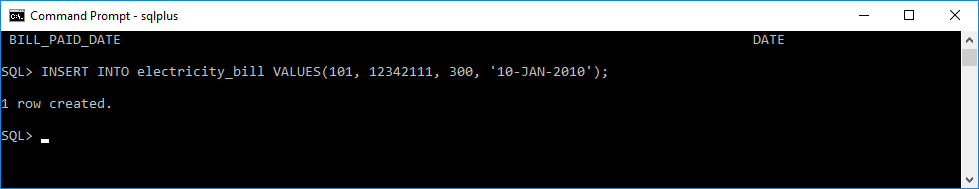 Command Prompt - sqlplus
BILL_PAID_DATE DATE
SQL> INSERT INTO electricity_bill VALUES(101, 12342111, 300, '10-JAN-2010');
1 row created.
SQL>